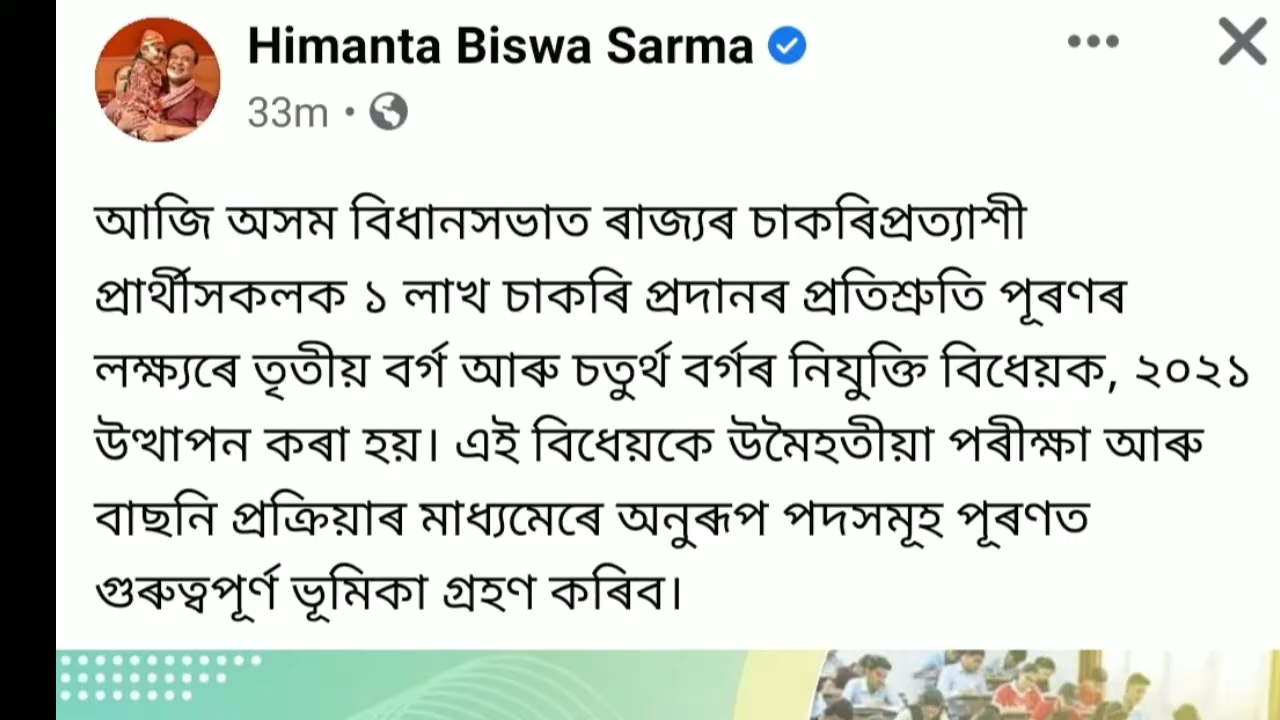 Himanta Biswa Sarma
33m
আজি অসম বিধানসভাত ৰাজ্যৰ চাকৰিপ্ৰত্যাশী
প্ৰাৰ্থীসকলক ১ লাখ চাকৰি প্ৰদানৰ প্ৰতিশ্ৰুতি পূৰণৰ
লক্ষ্যৰে তৃতীয় বৰ্গ আৰু চতুৰ্থ বৰ্গৰ নিযুক্তি বিধেয়ক, ২০২১
উত্থাপন কৰা হয়। এই বিধেয়কে উমৈহতীয়া পৰীক্ষা আৰু
বাছনি প্ৰক্ৰিয়াৰ মাধ্যমেৰে অনুৰূপ পদসমূহ পূৰণত
গুৰুত্বপূৰ্ণ ভূমিকা গ্ৰহণ কৰিব।